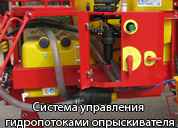 Система управления
гидропотоками опрыскивателя